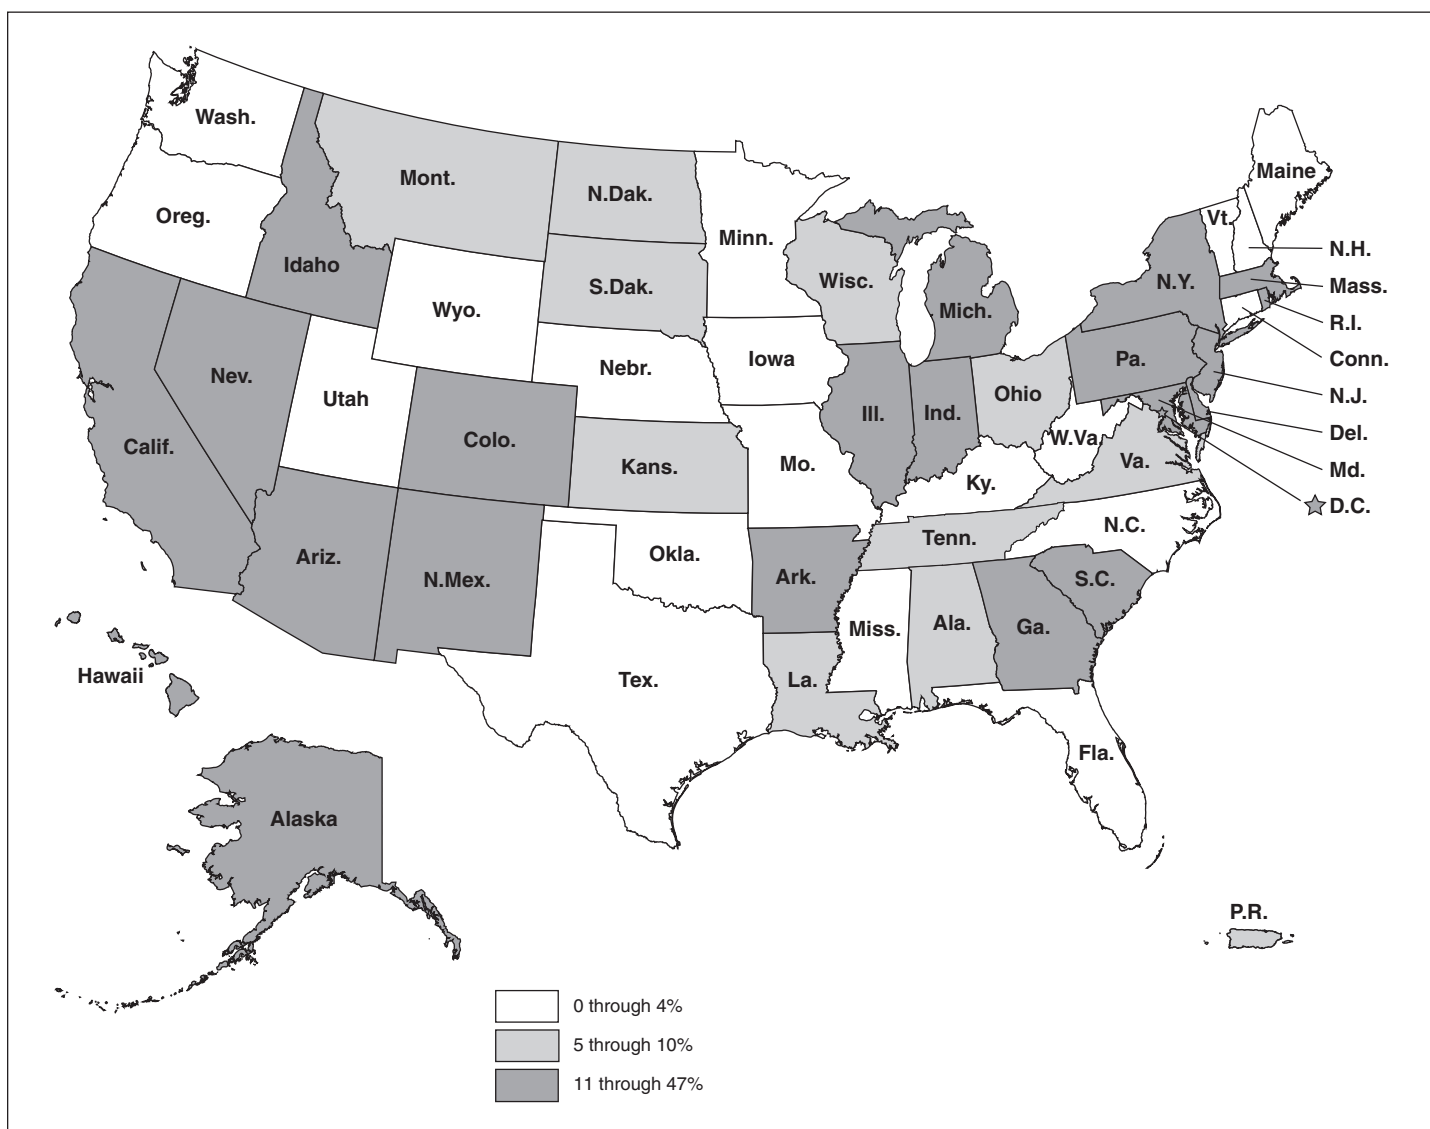 Wash.
Oreg.
Idaho
Mont.
N.Dak.
S.Dak.
Minn.
Wisc.
Mich.
Wyo.
Nebr.
Iowa
Nev.
Utah
Colo.
Calif.
Kans.
Mo.
Ill.
Ind.
Ohio
Pa.
N.Y.
Vt.
Maine
N.H.
Mass.
R.I.
Conn.
N.J.
Del.
Md.
D.C.
W.Va.
Va.
Ky.
N.C.
Tenn.
S.C.
Ariz.
N.Mex.
Okla.
Ark.
Tex.
La.
Miss.
Ala.
Ga.
Fla.
Hawaii
Alaska
P.R.
0 through 4%
5 through 10%
11 through 47%